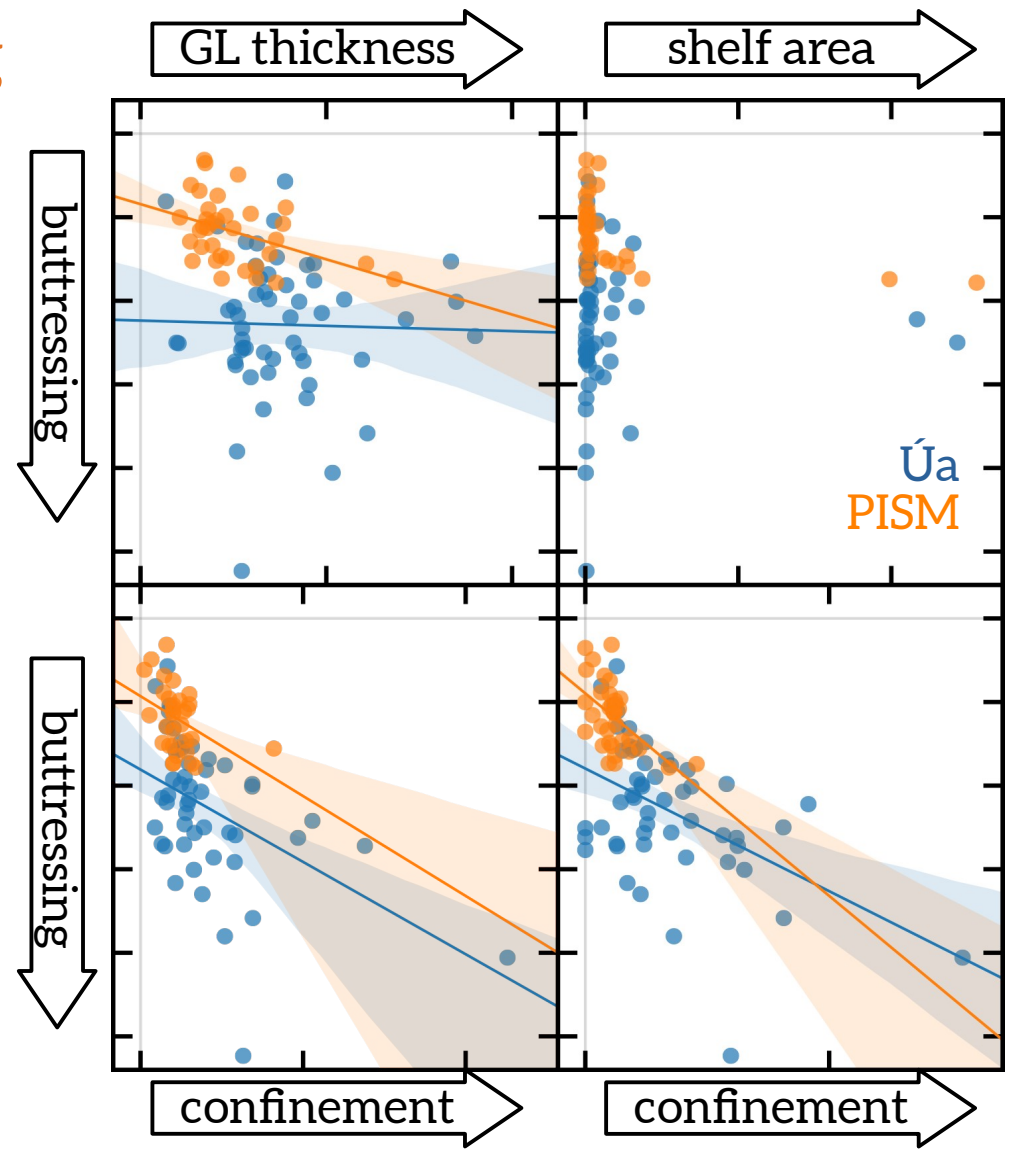 GL thickness
shelf area
buttressing
Úa
PISM
buttressing
confinement
confinement